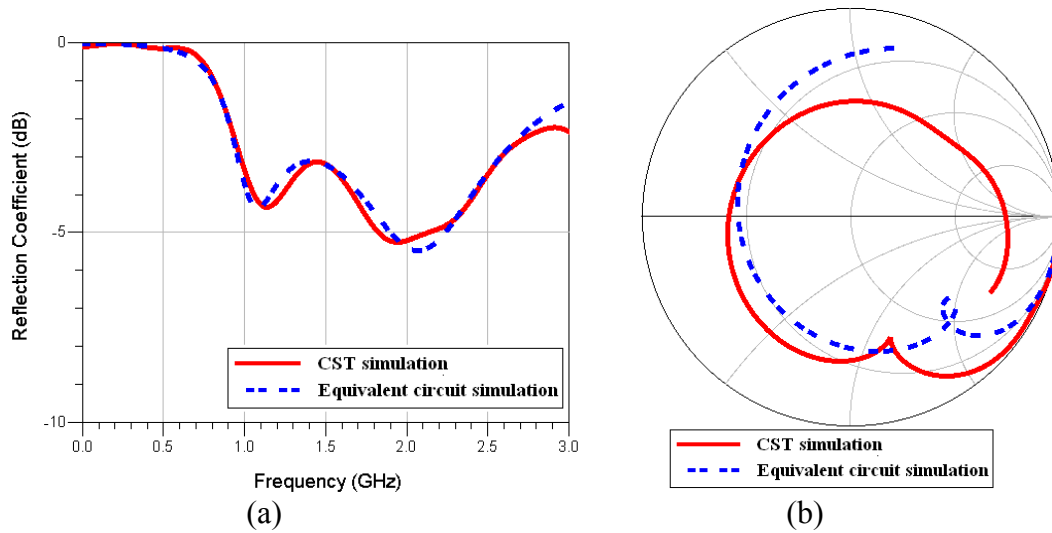 0
-5
-10
Reflection Coefficient (dB)
CST simulation
Equivalent circuit simulation
0.0 0.5 1.0 1.5 2.0 2.5 3.0
Frequency (GHz)
(a)
CST simulation
Equivalent circuit simulation
(b)